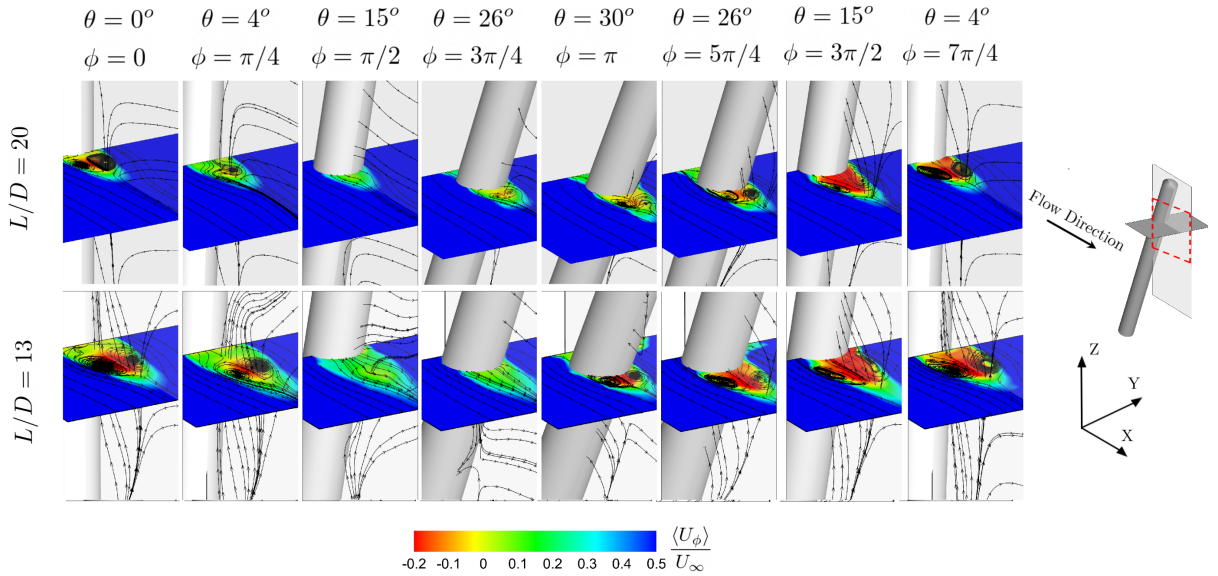 θ = 0° θ = 4° θ = 15° θ = 26° θ = 30° θ = 26° θ = 15° θ = 4°
ϕ = 0 ϕ = π/4 ϕ = π/2 ϕ = 3π/4 ϕ = π ϕ = 5π/4 ϕ = 3π/2 ϕ = 7π/4
L/D = 20
Flow Direction
L/D = 13
Z
Y
X
⟨U_ϕ⟩
-0.2 -0.1 0 0.1 0.2 0.3 0.4 0.5
U_∞